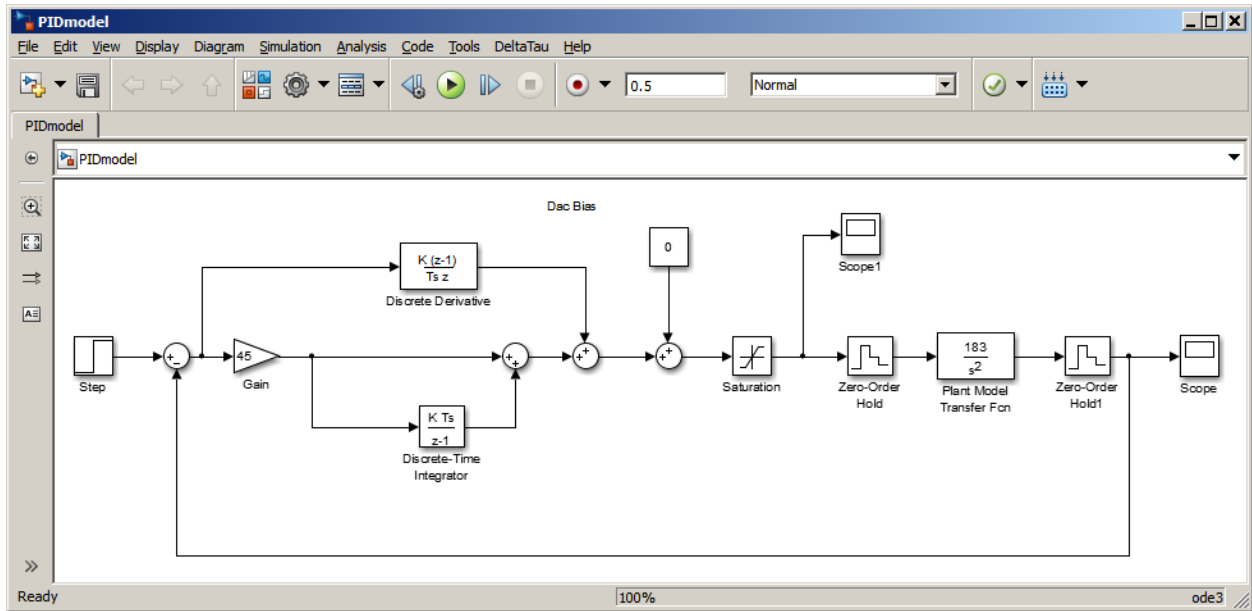 PIDmodel
File Edit View Display Diagram Simulation Analysis Code Tools DeltaTau Help
0.5 Normal
PIDmodel
PIDmodel
Dac Bias
0
Scope1
K (z-1)
Ts z
Discrete Derivative
Step
+ −
45
Gain
+ +
+ +
+ +
Saturation
Zero-Order
Hold
183
s2
Plant Model
Transfer Fcn
Zero-Order
Hold1
Scope
K Ts
z-1
Discrete-Time
Integrator
Ready 100% ode3